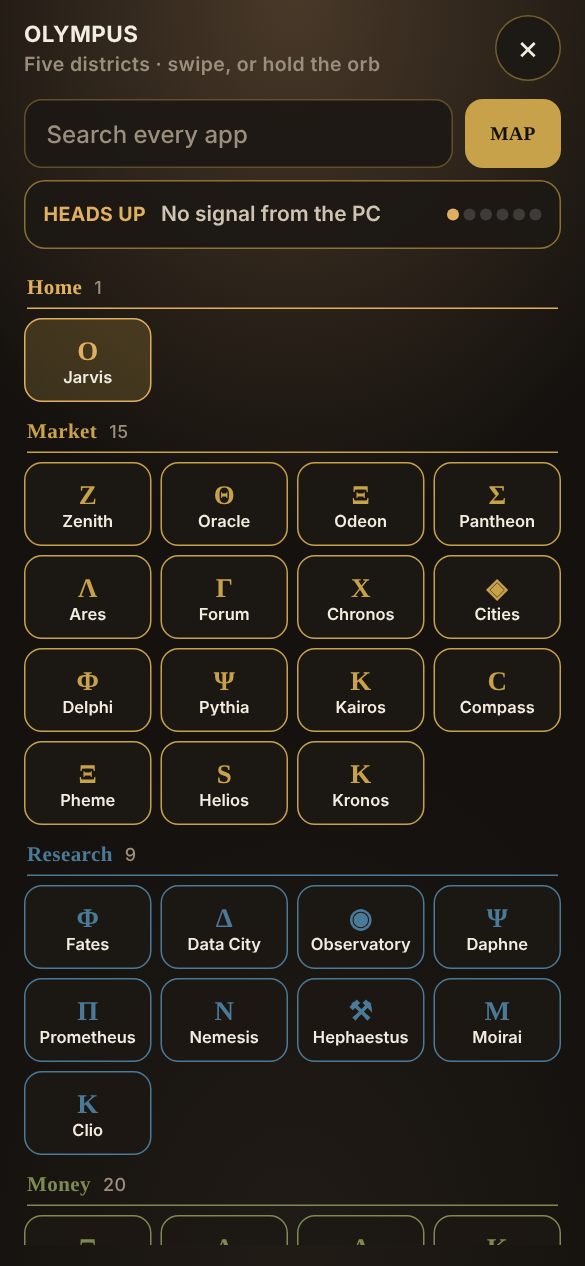 OLYMPUS
Five districts · swipe, or hold the orb
×
Search every app
MAP
HEADS UP No signal from the PC
Home 1
Ο
Jarvis
Market 15
Ζ Θ Ξ Σ
Zenith Oracle Odeon Pantheon
Λ Γ Χ ◈
Ares Forum Chronos Cities
Φ Ψ Κ C
Delphi Pythia Kairos Compass
Ξ S Κ
Pheme Helios Kronos
Research 9
Φ Δ ◉ Ψ
Fates Data City Observatory Daphne
Π Ν ⚒ Μ
Prometheus Nemesis Hephaestus Moirai
Κ
Clio
Money 20